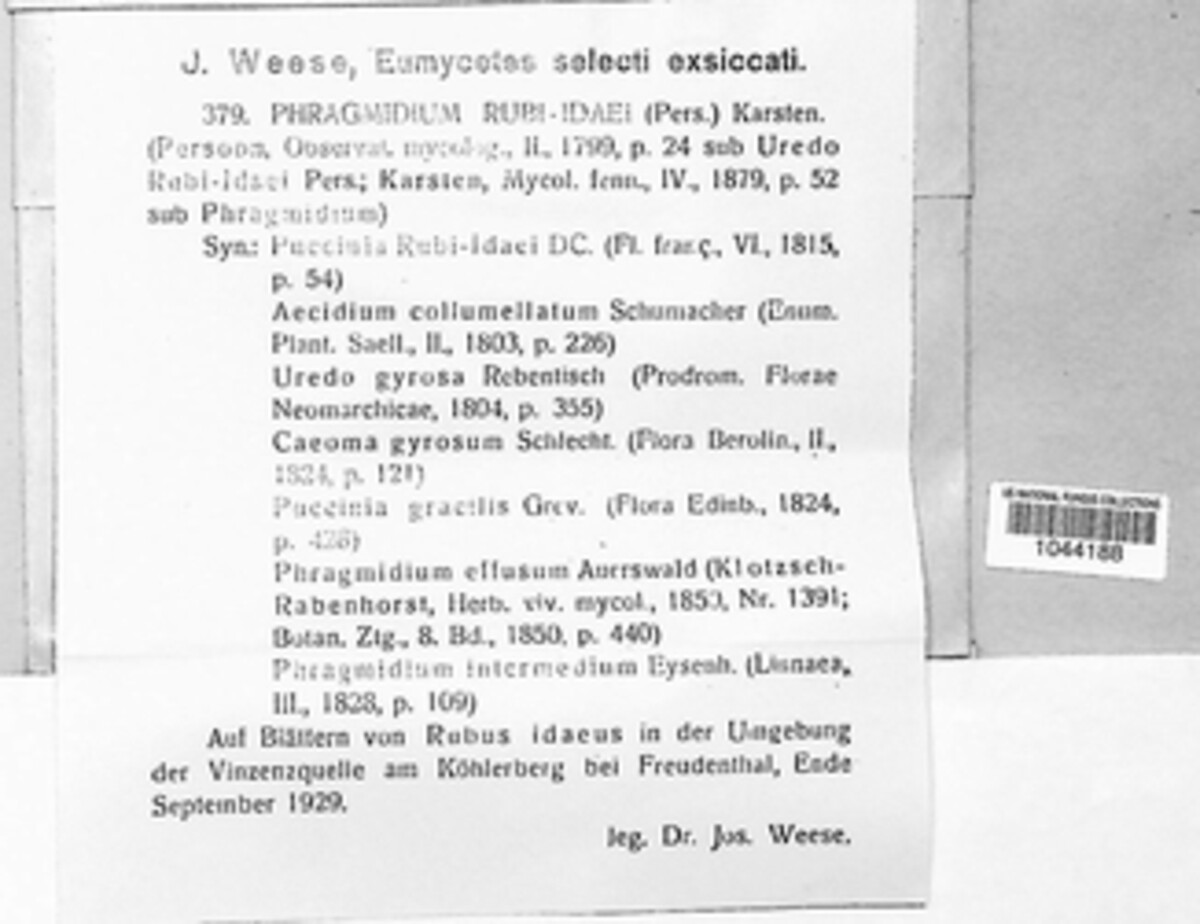 J. Weese, Eumycetes selecti exsiccati.
379. PHRAGMIDIUM RUBI-IDAEI (Pers.) Karsten.
(Persoon, Observat. mycolog., II., 1799, p. 24 sub Uredo
Rubi-Idaei Pers.; Karsten, Mycol. fenn., IV., 1879, p. 52
sub Phragmidium)
Syn.: Puccinia Rubi-Idaei DC. (Fl. franç., VI., 1815,
p. 54)
Aecidium collumellatum Schumacher (Enum.
Plant. Saell., II., 1803, p. 226)
Uredo gyrosa Rebentisch (Prodrom. Florae
Neomarchicae, 1804, p. 355)
Caeoma gyrosum Schlecht. (Flora Berolin., II.,
1824, p. 121)
Puccinia gracilis Grev. (Flora Edinb., 1824,
p. 428)
Phragmidium effusum Auerswald (Klotzsch-
Rabenhorst, Herb. viv. mycol., 1850, Nr. 1391;
Botan. Ztg., 8. Bd., 1850, p. 440)
Phragmidium intermedium Eysenh. (Linnaea,
III., 1828, p. 109)
Auf Blättern von Rubus idaeus in der Umgebung
der Vinzenzquelle am Köhlerberg bei Freudenthal, Ende
September 1929.
leg. Dr. Jos. Weese.
US NATIONAL FUNGUS COLLECTIONS
1044188